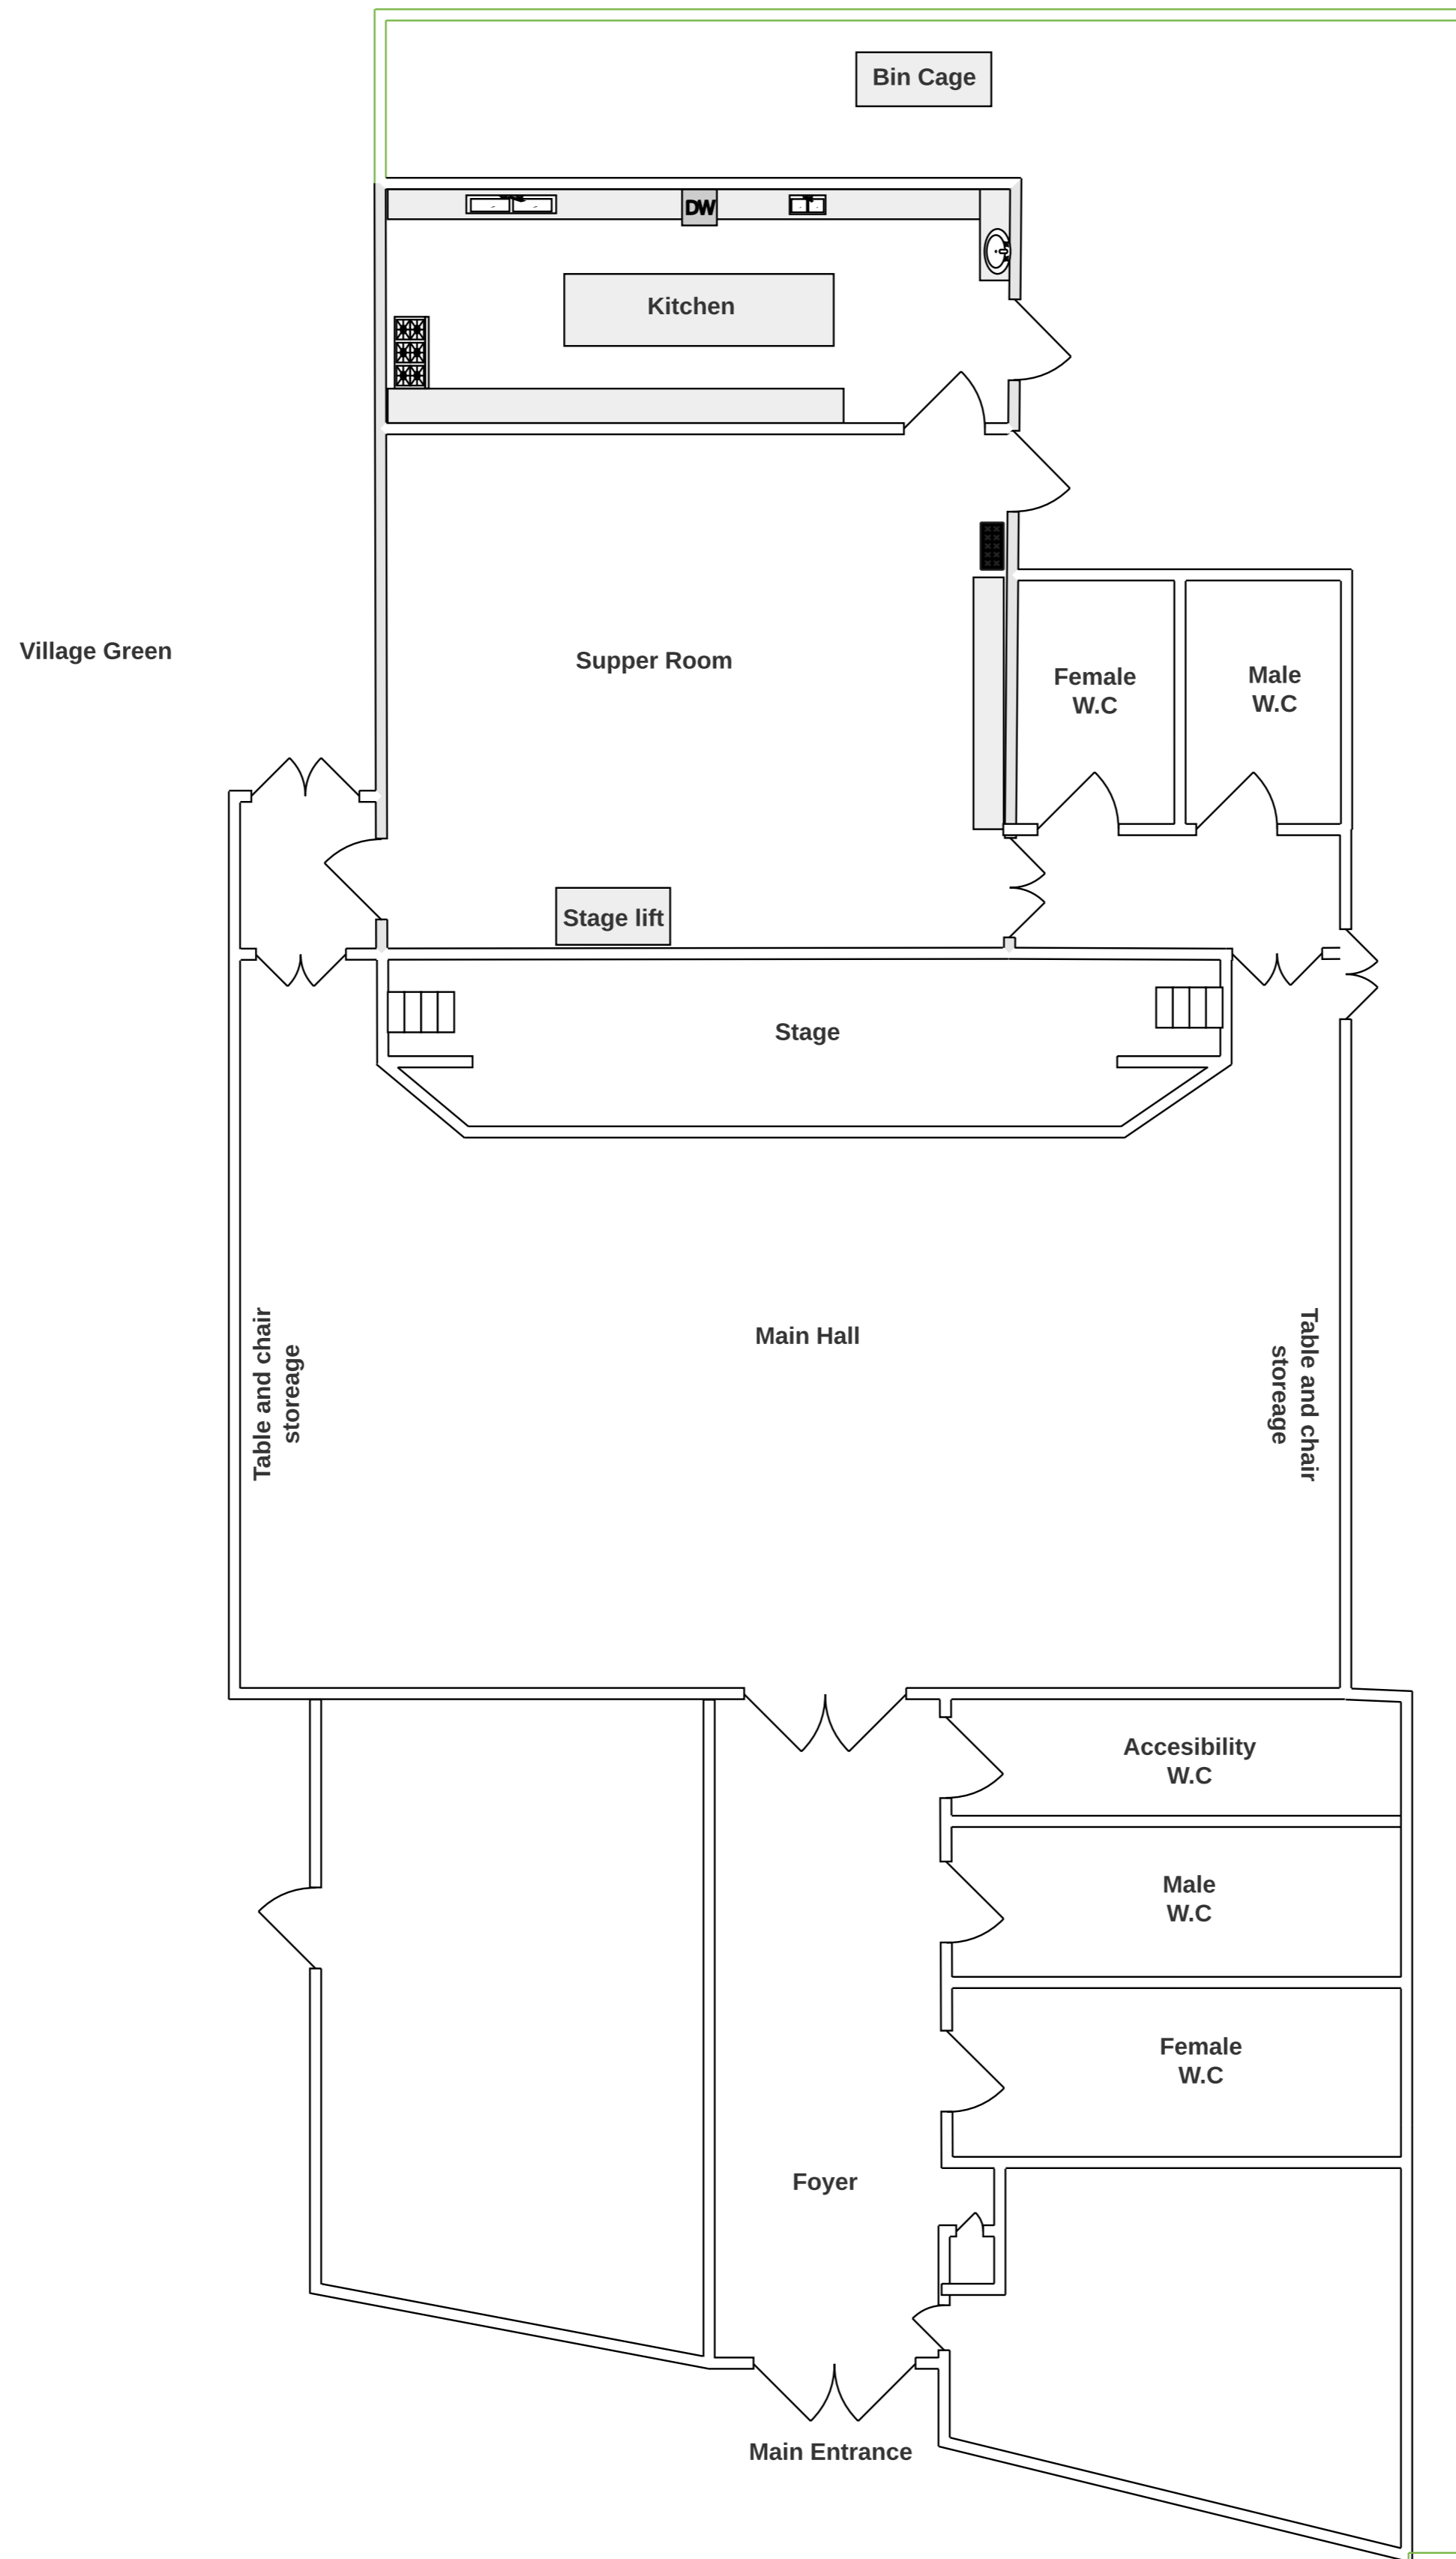 Bin Cage
DW
Kitchen
Village Green
Supper Room
Female
W.C
Male
W.C
Stage lift
Stage
Main Hall
Table and chair
storeage
Table and chair
storeage
Accesibility
W.C
Male
W.C
Female
W.C
Foyer
Main Entrance